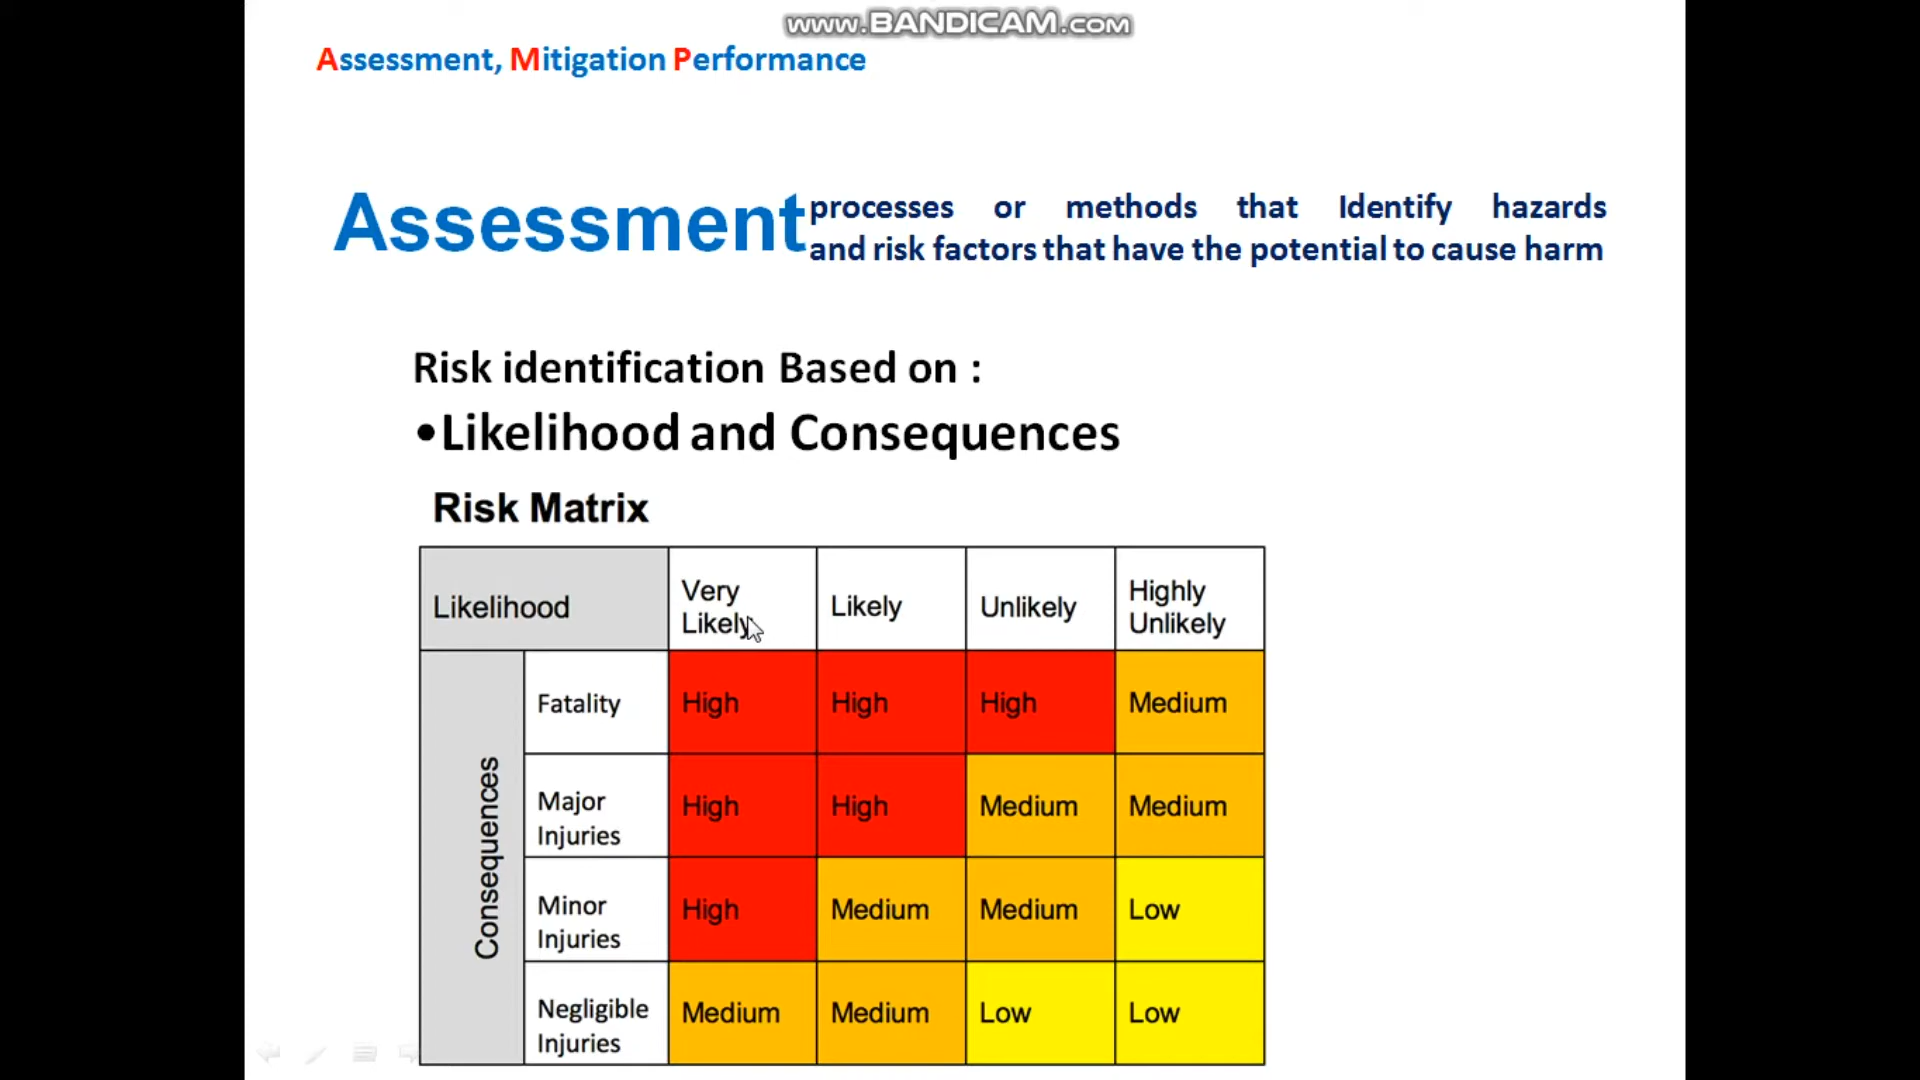 www.BANDICAM.com
Assessment, Mitigation Performance
Assessment processes or methods that Identify hazards
and risk factors that have the potential to cause harm
Risk identification Based on :
•Likelihood and Consequences
Risk Matrix
Likelihood
Very
Likely
Likely
Unlikely
Highly
Unlikely
Consequences
Fatality
High
High
High
Medium
Major
Injuries
High
High
Medium
Medium
Minor
Injuries
High
Medium
Medium
Low
Negligible
Injuries
Medium
Medium
Low
Low